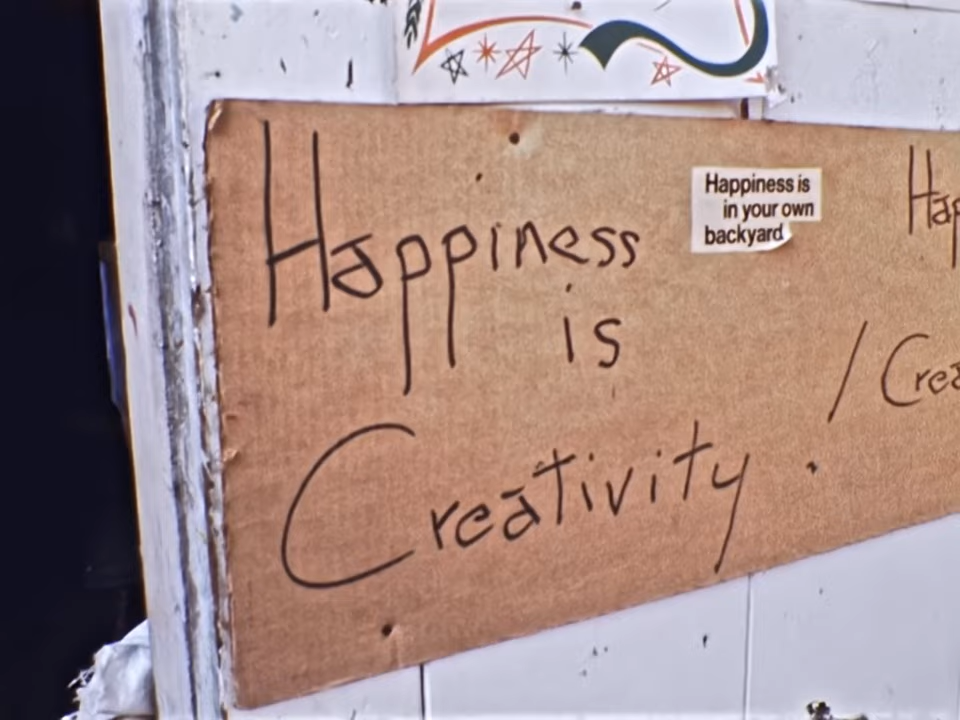 Happiness
is
Creativity.
Happiness is
in your own
backyard
/